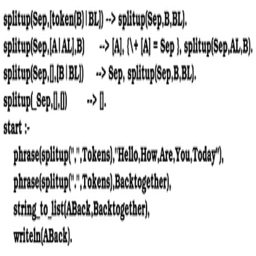 splitup(Sep,[token(B)|BL]) --> splitup(Sep,B,BL).
splitup(Sep,[A|AL],B) --> [A], {\+ [A] = Sep }, splitup(Sep,AL,B).
splitup(Sep,[],[B|BL]) --> Sep, splitup(Sep,B,BL).
splitup(_Sep,[],[]) --> [].
start :-
phrase(splitup(",",Tokens),"Hello,How,Are,You,Today"),
phrase(splitup(".",Tokens),Backtogether),
string_to_list(ABack,Backtogether),
writeln(ABack).